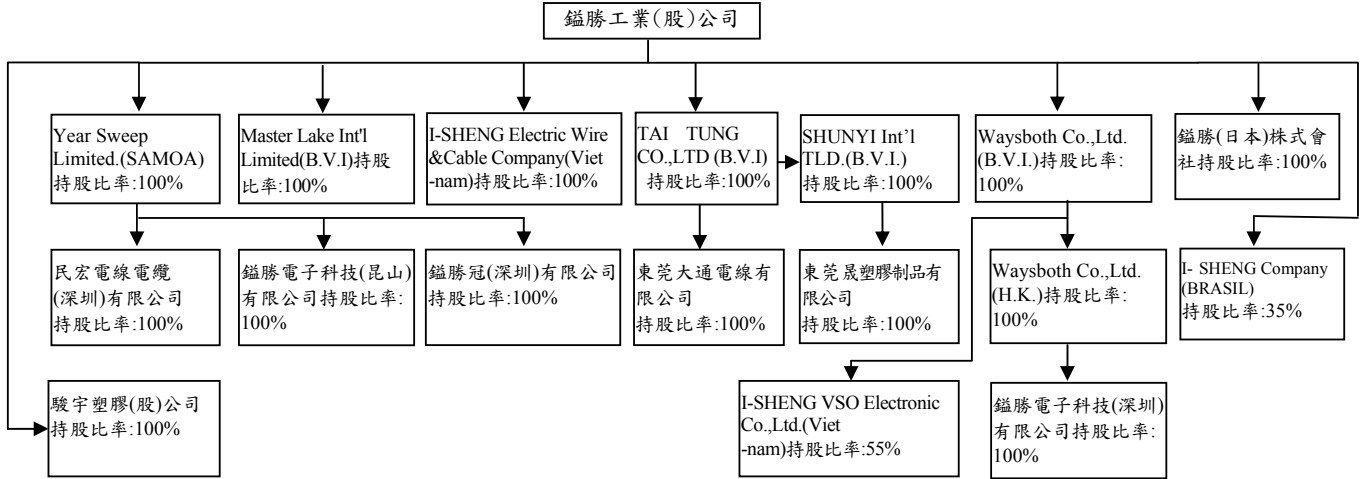 鎰勝工業(股)公司
Year Sweep
Limited.(SAMOA)
持股比率:100%
Master Lake Int'l
Limited(B.V.I)持股
比率:100%
I-SHENG Electric Wire
&Cable Company(Viet
-nam)持股比率:100%
TAI TUNG
CO.,LTD (B.V.I)
持股比率:100%
SHUNYI Int’l
TLD.(B.V.I.)
持股比率:100%
Waysboth Co.,Ltd.
(B.V.I.)持股比率:
100%
鎰勝(日本)株式會
社持股比率:100%
民宏電線電纜
(深圳)有限公司
持股比率:100%
鎰勝電子科技(昆山)
有限公司持股比率:
100%
鎰勝冠(深圳)有限公司
持股比率:100%
東莞大通電線有
限公司
持股比率:100%
東莞晟塑膠制品有
限公司
持股比率:100%
Waysboth Co.,Ltd.
(H.K.)持股比率:
100%
I- SHENG Company
(BRASIL)
持股比率:35%
駿宇塑膠(股)公司
持股比率:100%
I-SHENG VSO Electronic
Co.,Ltd.(Viet
-nam)持股比率:55%
鎰勝電子科技(深圳)
有限公司持股比率:
100%